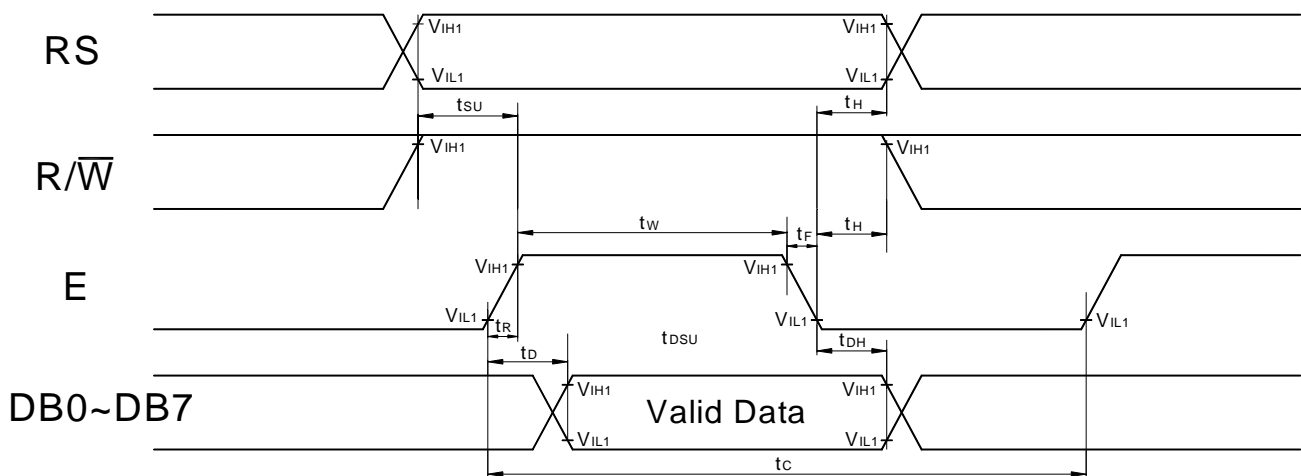 RS
VIH1
VIH1
VIL1
VIL1
tSU
tH
R/W̅
VIH1
VIH1
tW
tF
tH
E
VIH1
VIH1
VIL1
tR
VIL1
VIL1
tD
tDSU
tDH
DB0~DB7
VIH1
Valid Data
VIH1
VIL1
VIL1
tC